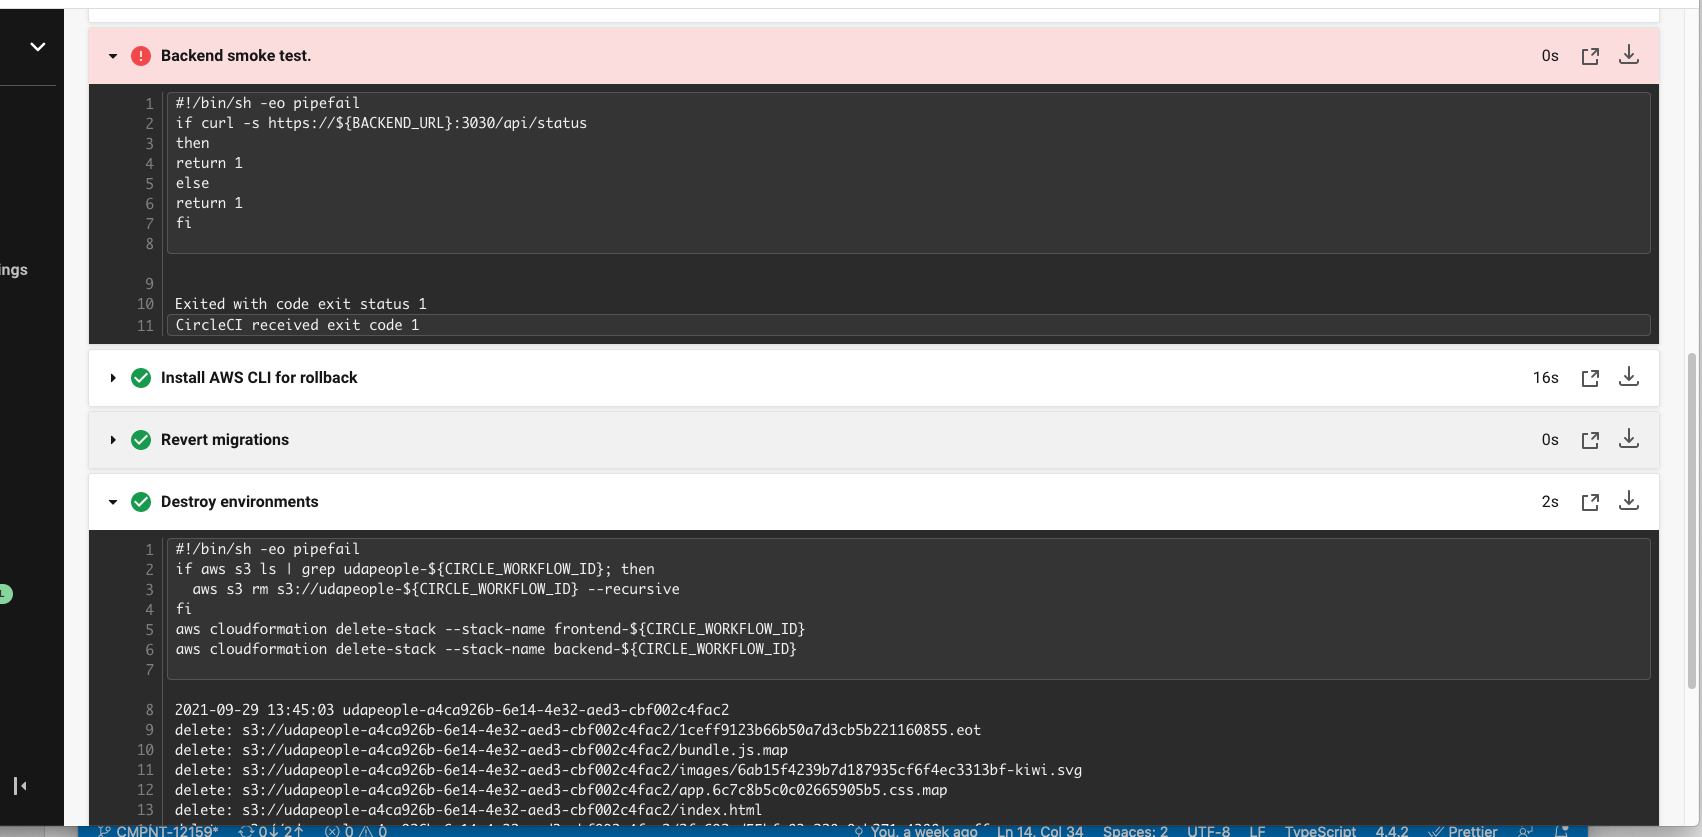 Backend smoke test.
0s
1 #!/bin/sh -eo pipefail
2 if curl -s https://${BACKEND_URL}:3030/api/status
3 then
4 return 1
5 else
6 return 1
7 fi
8
9
10 Exited with code exit status 1
11 CircleCI received exit code 1
ings
Install AWS CLI for rollback
16s
Revert migrations
0s
Destroy environments
2s
1 #!/bin/sh -eo pipefail
2 if aws s3 ls | grep udapeople-${CIRCLE_WORKFLOW_ID}; then
3 aws s3 rm s3://udapeople-${CIRCLE_WORKFLOW_ID} --recursive
4 fi
5 aws cloudformation delete-stack --stack-name frontend-${CIRCLE_WORKFLOW_ID}
6 aws cloudformation delete-stack --stack-name backend-${CIRCLE_WORKFLOW_ID}
7
8 2021-09-29 13:45:03 udapeople-a4ca926b-6e14-4e32-aed3-cbf002c4fac2
9 delete: s3://udapeople-a4ca926b-6e14-4e32-aed3-cbf002c4fac2/1ceff9123b66b50a7d3cb5b221160855.eot
10 delete: s3://udapeople-a4ca926b-6e14-4e32-aed3-cbf002c4fac2/bundle.js.map
11 delete: s3://udapeople-a4ca926b-6e14-4e32-aed3-cbf002c4fac2/images/6ab15f4239b7d187935cf6f4ec3313bf-kiwi.svg
12 delete: s3://udapeople-a4ca926b-6e14-4e32-aed3-cbf002c4fac2/app.6c7c8b5c0c02665905b5.css.map
13 delete: s3://udapeople-a4ca926b-6e14-4e32-aed3-cbf002c4fac2/index.html
CMPNT-12159* 0↓ 2↑ 0 0 You, a week ago Ln 14, Col 34 Spaces: 2 UTF-8 LF TypeScript 4.4.2 Prettier